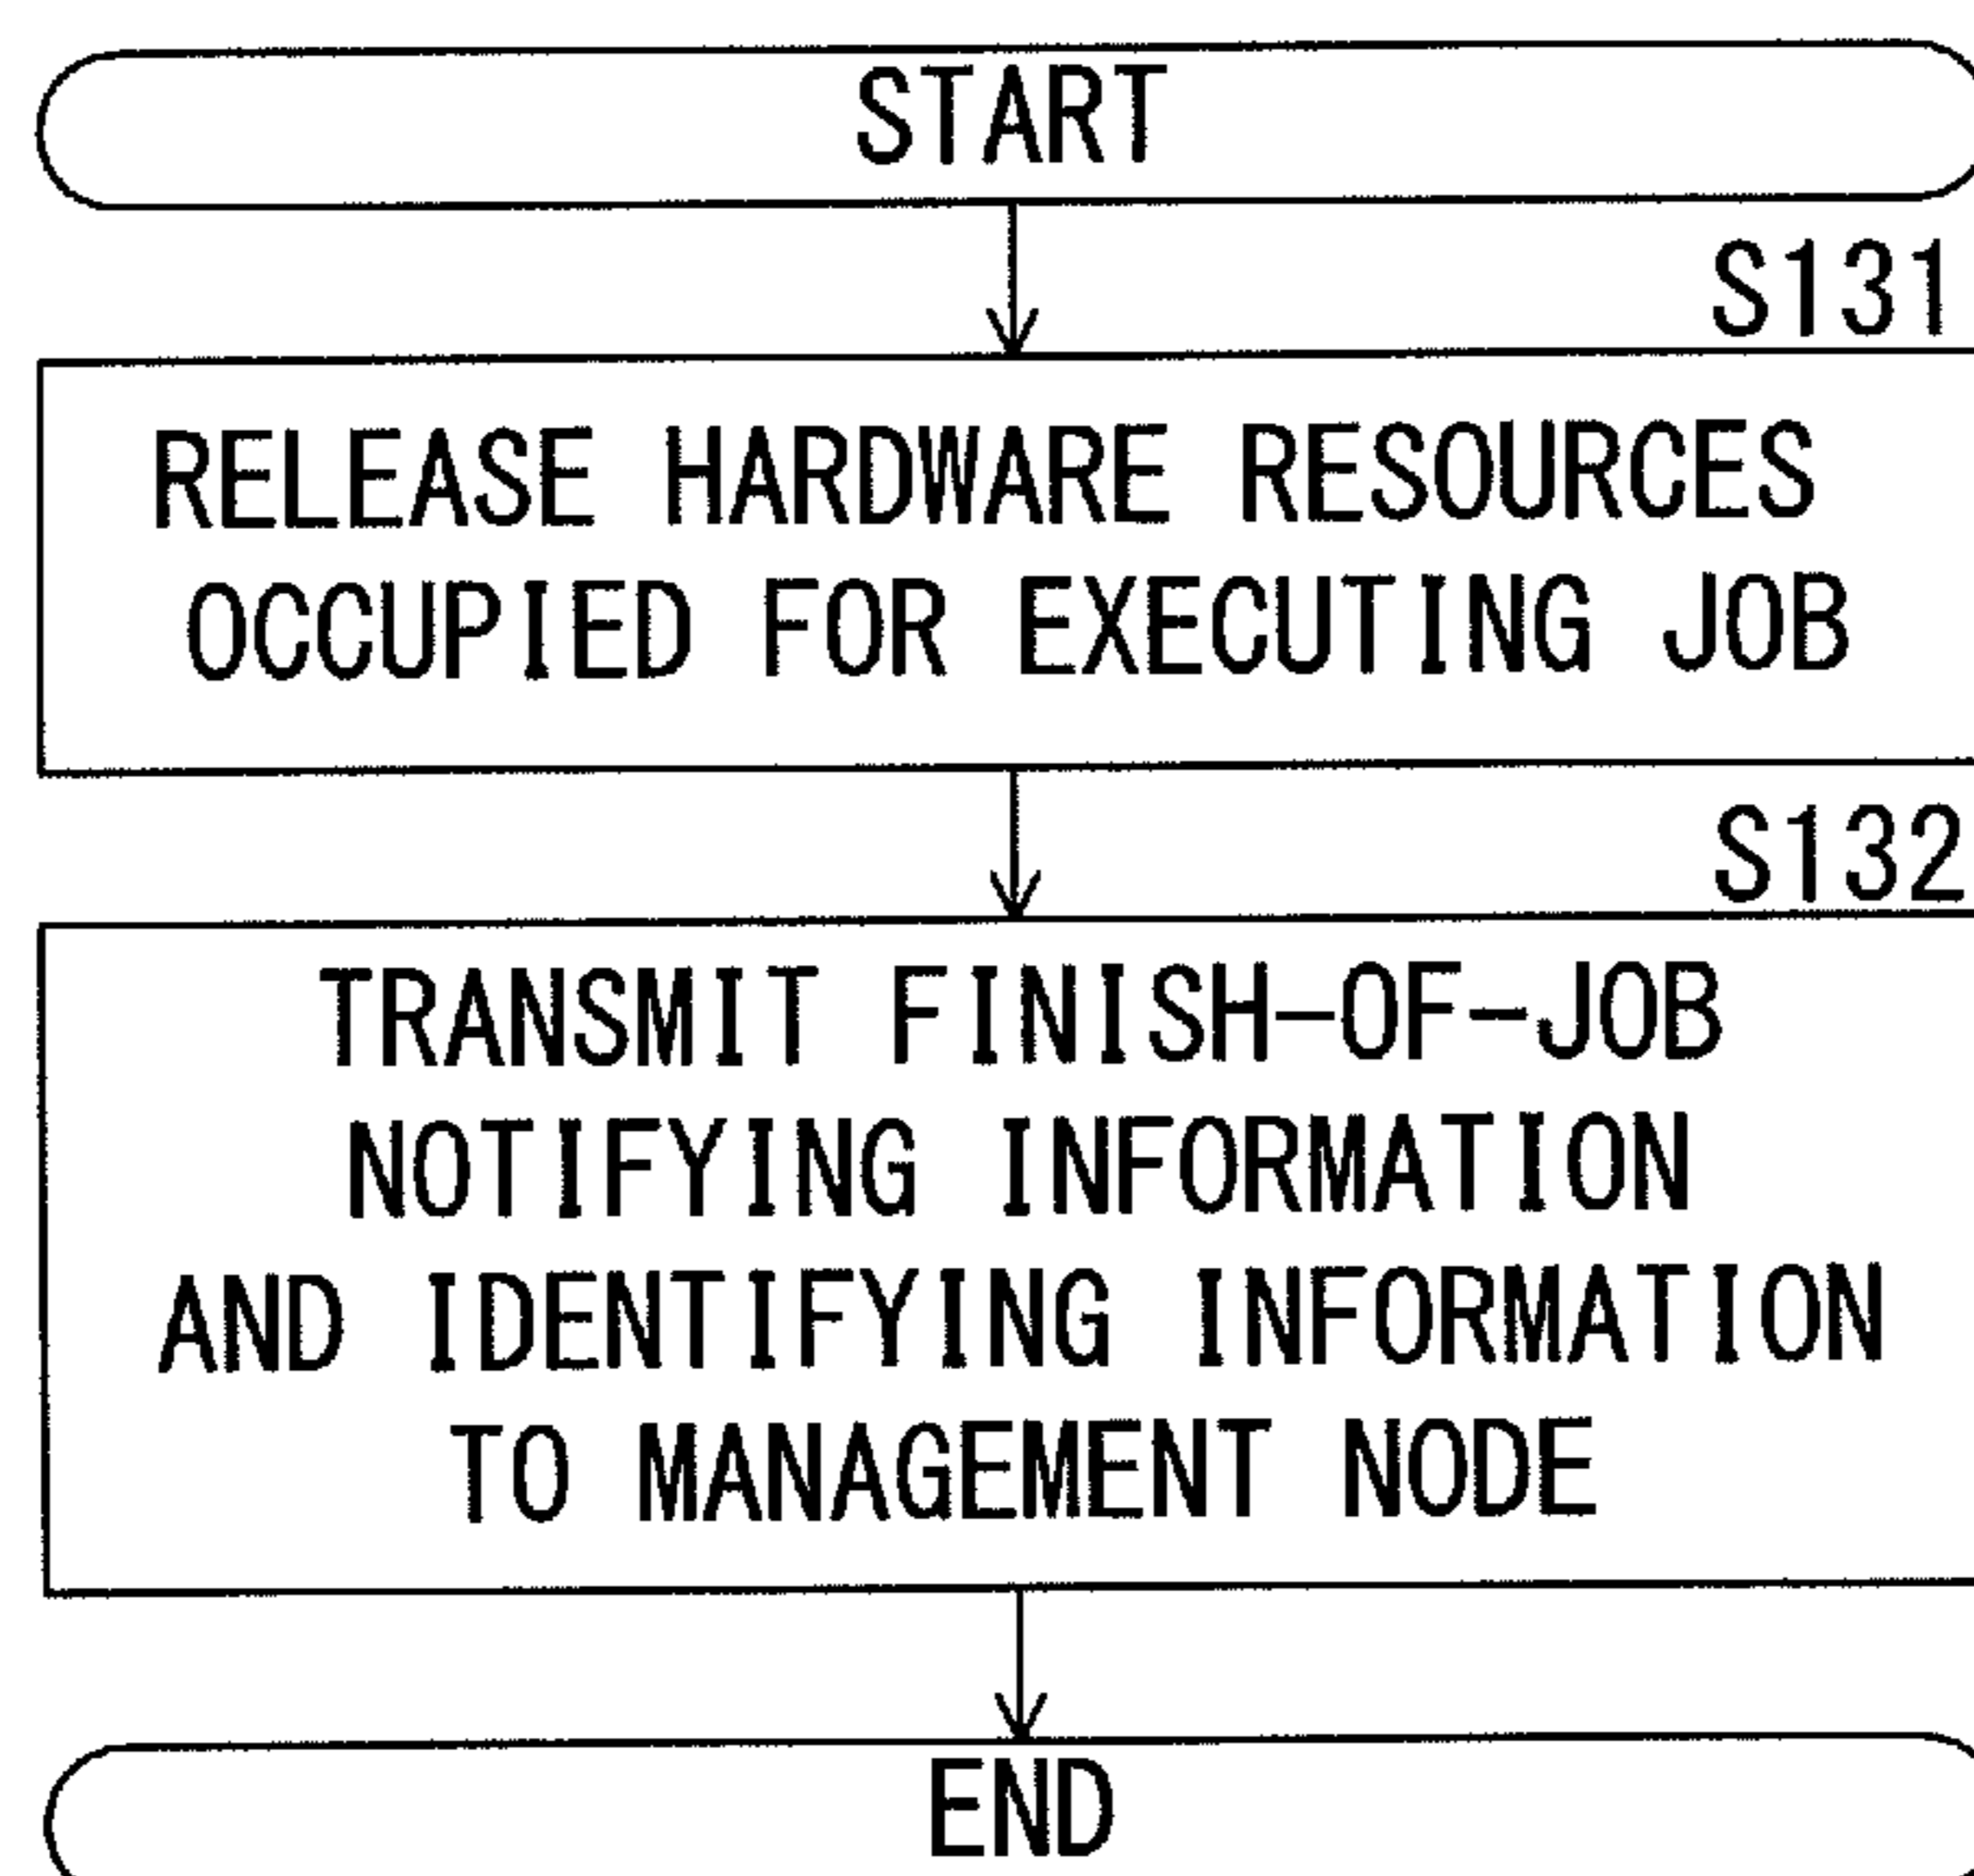 START
S131
RELEASE HARDWARE RESOURCES
OCCUPIED FOR EXECUTING JOB
S132
TRANSMIT FINISH-OF-JOB
NOTIFYING INFORMATION
AND IDENTIFYING INFORMATION
TO MANAGEMENT NODE
END